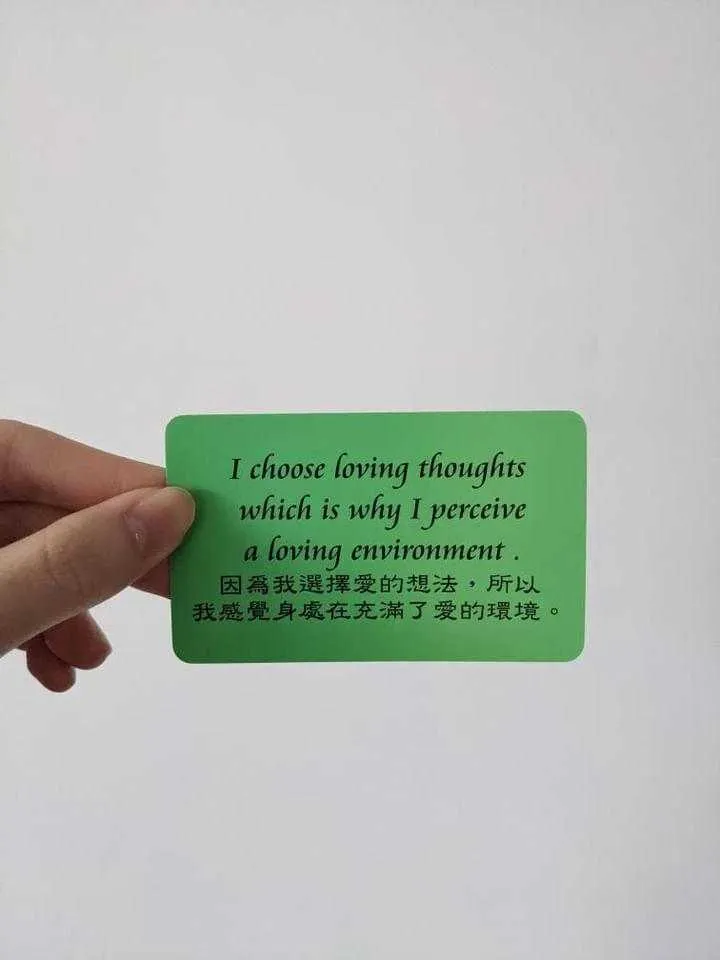 I choose loving thoughts
which is why I perceive
a loving environment .
因為我選擇愛的想法，所以
我感覺身處在充滿了愛的環境。